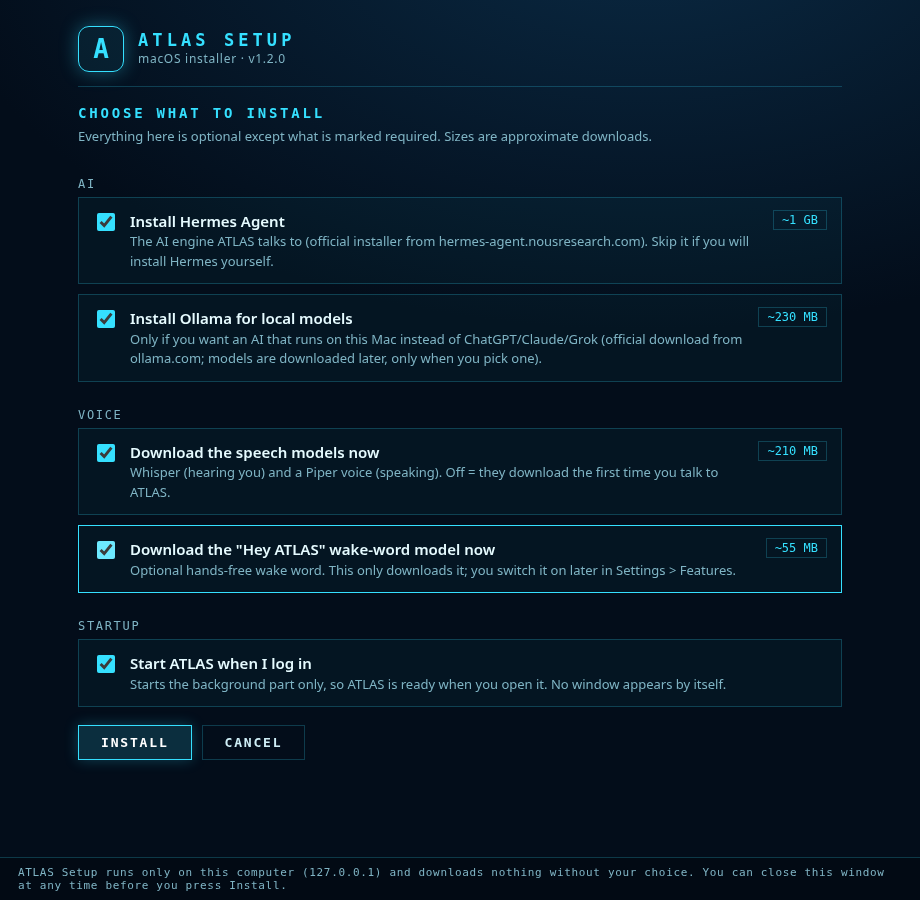 A
ATLAS SETUP
macOS installer · v1.2.0
CHOOSE WHAT TO INSTALL
Everything here is optional except what is marked required. Sizes are approximate downloads.
AI
Install Hermes Agent
~1 GB
The AI engine ATLAS talks to (official installer from hermes-agent.nousresearch.com). Skip it if you will
install Hermes yourself.
Install Ollama for local models
~230 MB
Only if you want an AI that runs on this Mac instead of ChatGPT/Claude/Grok (official download from
ollama.com; models are downloaded later, only when you pick one).
VOICE
Download the speech models now
~210 MB
Whisper (hearing you) and a Piper voice (speaking). Off = they download the first time you talk to
ATLAS.
Download the "Hey ATLAS" wake-word model now
~55 MB
Optional hands-free wake word. This only downloads it; you switch it on later in Settings > Features.
STARTUP
Start ATLAS when I log in
Starts the background part only, so ATLAS is ready when you open it. No window appears by itself.
INSTALL
CANCEL
ATLAS Setup runs only on this computer (127.0.0.1) and downloads nothing without your choice. You can close this window
at any time before you press Install.